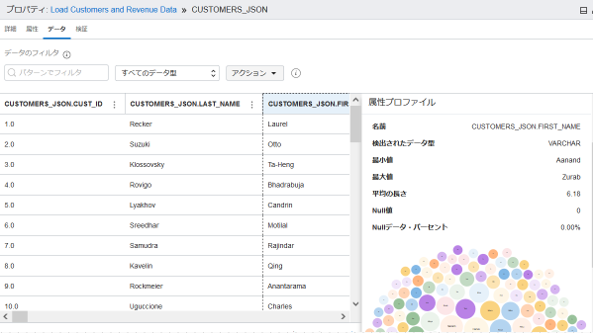 プロパティ: Load Customers and Revenue Data » CUSTOMERS_JSON
詳細 属性 データ 検証
データのフィルタ
パターンでフィルタ すべてのデータ型 アクション
CUSTOMER$_JSON.CUST_ID CUSTOMER$_JSON.LAST_NAME CUSTOMER$_JSON.FIR
1.0 Recker Laurel
2.0 Suzuki Otto
3.0 Klossovsky Ta-Heng
4.0 Rovigo Bhadrabuja
5.0 Lyakhov Candrin
6.0 Sreedhar Motilal
7.0 Samudra Rajindar
8.0 Kavelin Qing
9.0 Rockmeier Anantarama
10.0 Uguccione Charles
属性プロファイル
名前 CUSTOMERS_JSON.FIRST_NAME
検出されたデータ型 VARCHAR
最小値 Aanand
最大値 Zurab
平均の長さ 6.18
Null値 0
Nullデータ・パーセント 0.00%